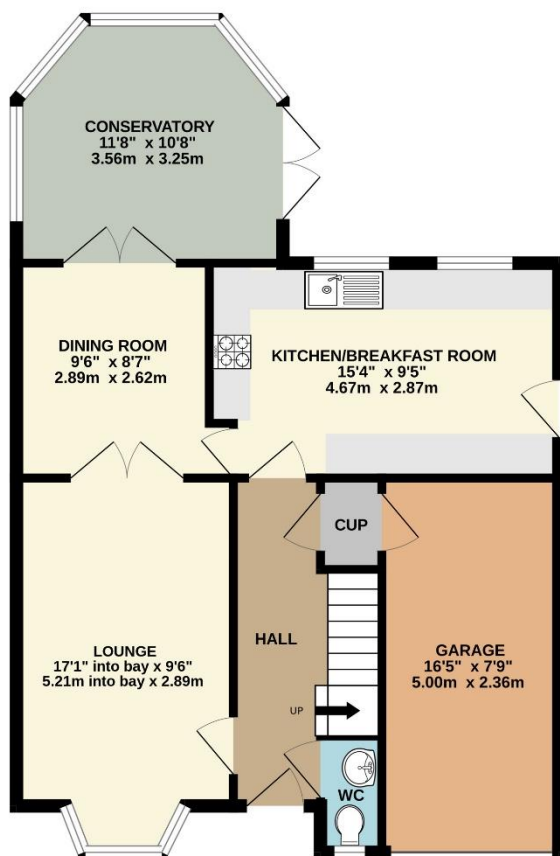 CONSERVATORY
11'8" x 10'8"
3.56m x 3.25m
DINING ROOM
9'6" x 8'7"
2.89m x 2.62m
KITCHEN/BREAKFAST ROOM
15'4" x 9'5"
4.67m x 2.87m
CUP
HALL
LOUNGE
17'1" into bay x 9'6"
5.21m into bay x 2.89m
GARAGE
16'5" x 7'9"
5.00m x 2.36m
UP
WC